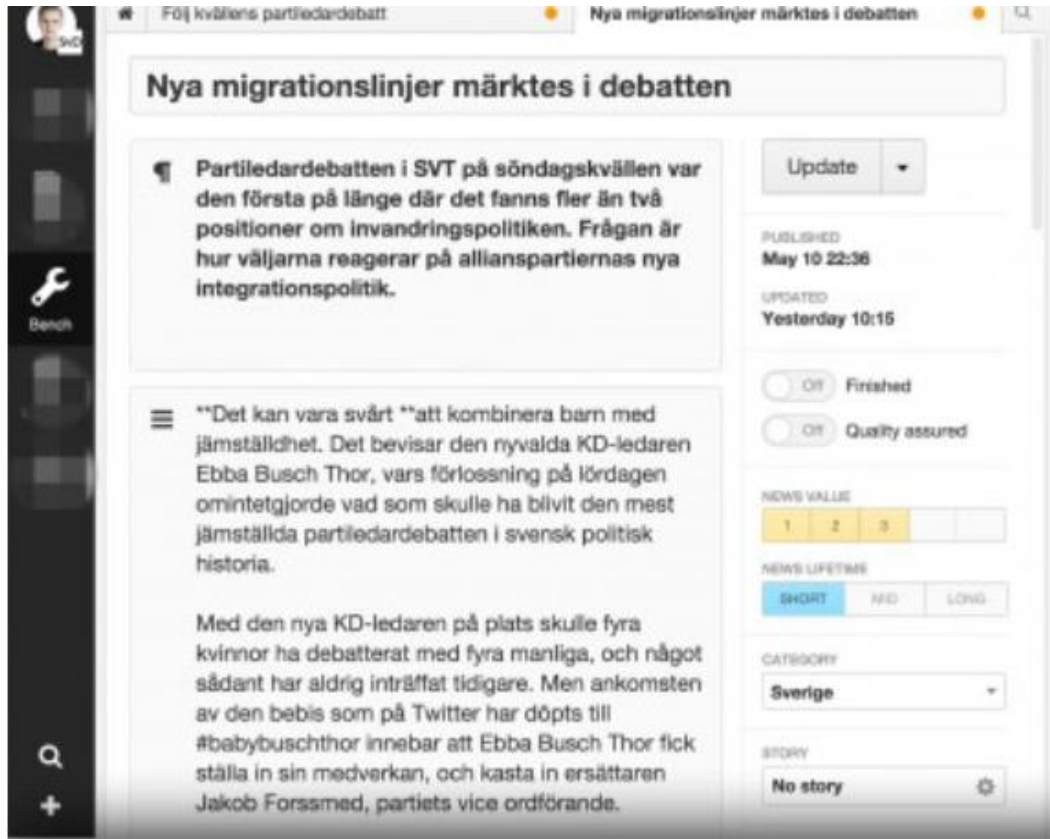 Följ kvällens partiledardebatt
Nya migrationslinjer märktes i debatten
SvD
Nya migrationslinjer märktes i debatten
Partiledardebatten i SVT på söndagskvällen var
den första på länge där det fanns fler än två
positioner om invandringspolitiken. Frågan är
hur väljarna reagerar på allianspartiernas nya
integrationspolitik.
**Det kan vara svårt **att kombinera barn med
jämställdhet. Det bevisar den nyvalda KD-ledaren
Ebba Busch Thor, vars förlossning på lördagen
omintetgjorde vad som skulle ha blivit den mest
jämställda partiledardebatten i svensk politisk
historia.
Med den nya KD-ledaren på plats skulle fyra
kvinnor ha debatterat med fyra manliga, och något
sådant har aldrig inträffat tidigare. Men ankomsten
av den bebis som på Twitter har döpts till
#babybuschthor innebar att Ebba Busch Thor fick
ställa in sin medverkan, och kasta in ersättaren
Jakob Forssmed, partiets vice ordförande.
Bench
Update
PUBLISHED
May 10 22:36
UPDATED
Yesterday 10:15
Off Finished
Off Quality assured
NEWS VALUE
1 2 3
NEWS LIFETIME
SHORT MID LONG
CATEGORY
Sverige
STORY
No story